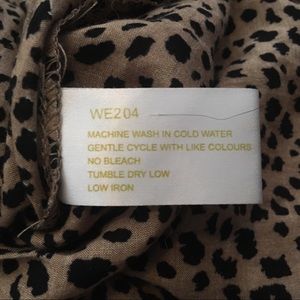 WE204
MACHINE WASH IN COLD WATER
GENTLE CYCLE WITH LIKE COLOURS
NO BLEACH
TUMBLE DRY LOW
LOW IRON